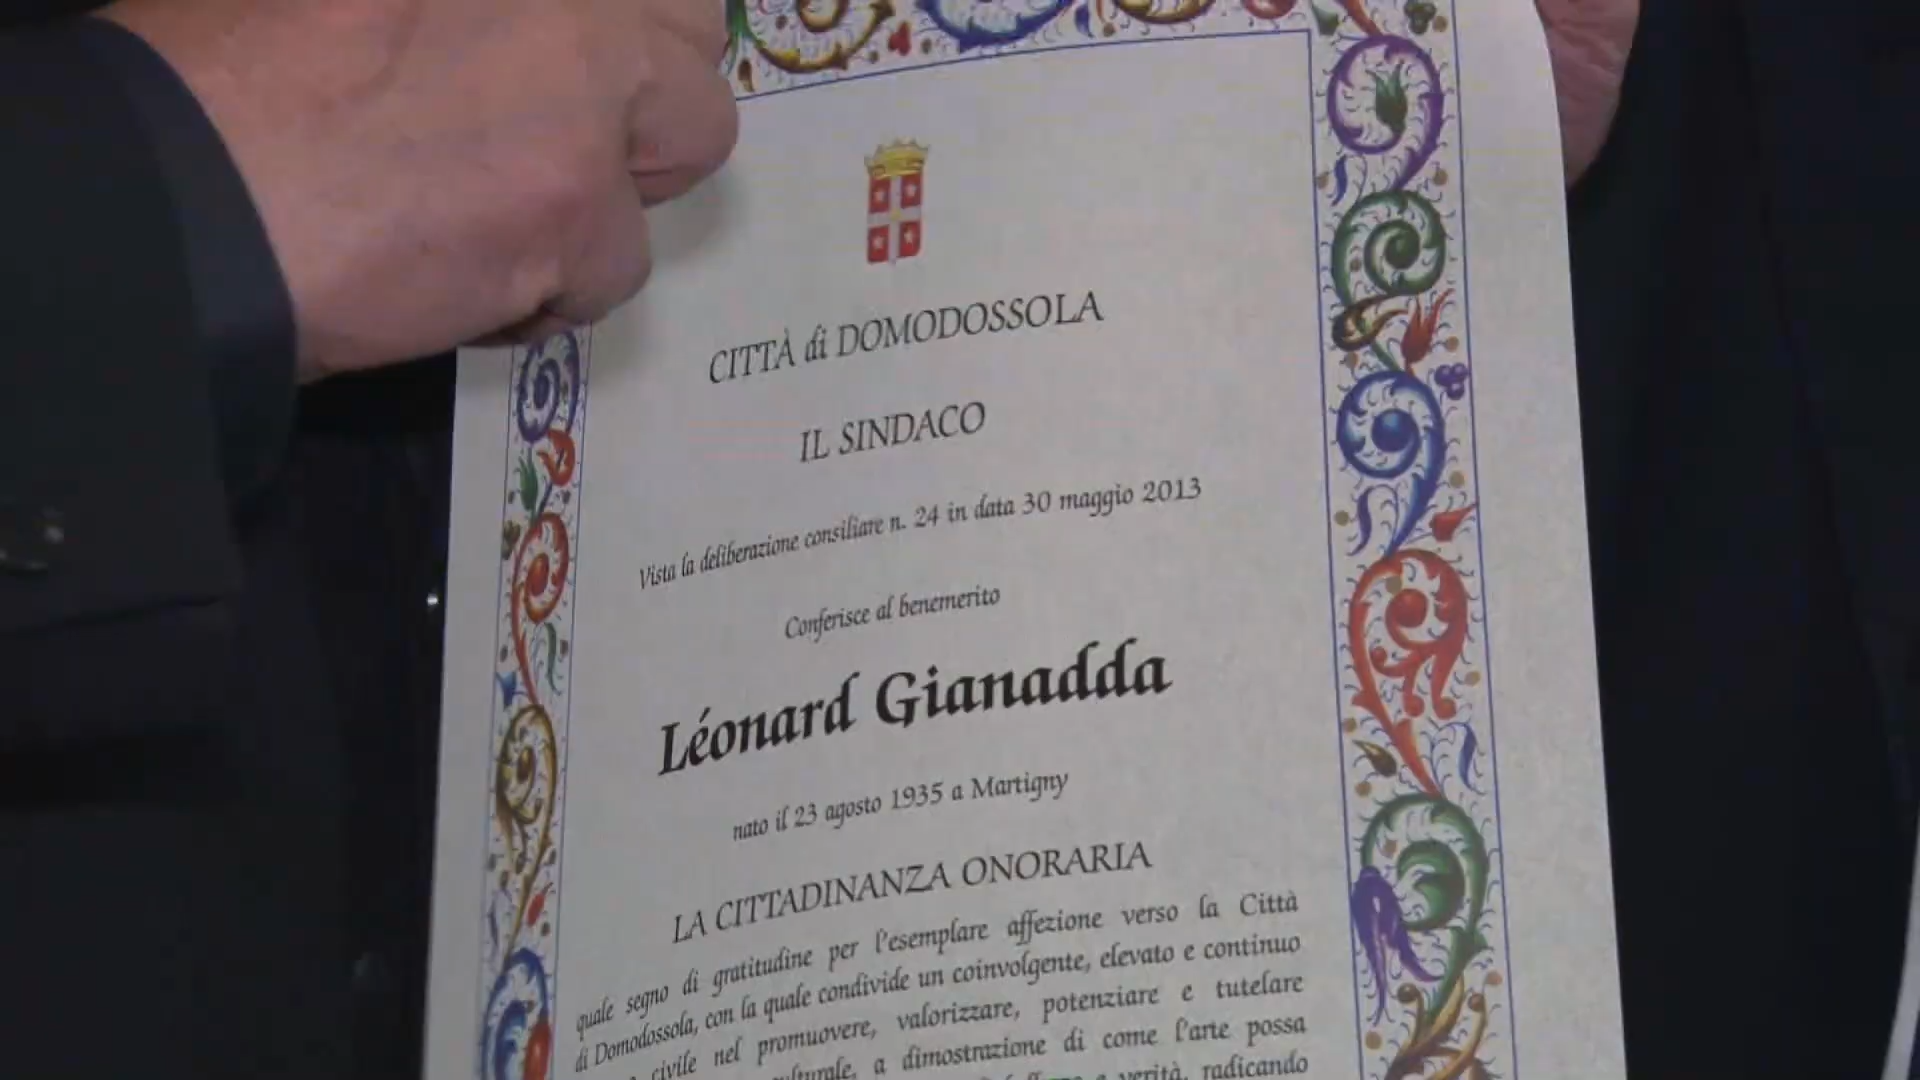 CITTÀ di DOMODOSSOLA
IL SINDACO
Vista la deliberazione consiliare n. 24 in data 30 maggio 2013
Conferisce al benemerito
Léonard Gianadda
nato il 23 agosto 1935 a Martigny
LA CITTADINANZA ONORARIA
quale segno di gratitudine per l'esemplare affezione verso la Città
di Domodossola, con la quale condivide un coinvolgente, elevato e continuo
civile nel promuovere, valorizzare, potenziare e tutelare
a dimostrazione di come l'arte possa
e verità, radicando